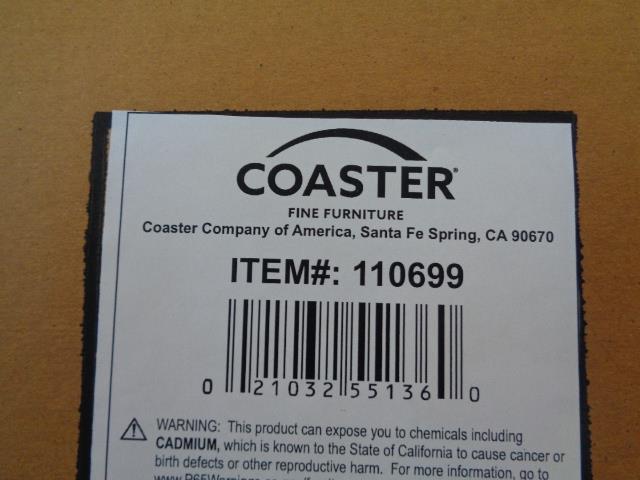 COASTER®
FINE FURNITURE
Coaster Company of America, Santa Fe Spring, CA 90670
ITEM#: 110699
0 21032 55136 0
WARNING: This product can expose you to chemicals including
CADMIUM, which is known to the State of California to cause cancer or
birth defects or other reproductive harm. For more information, go to